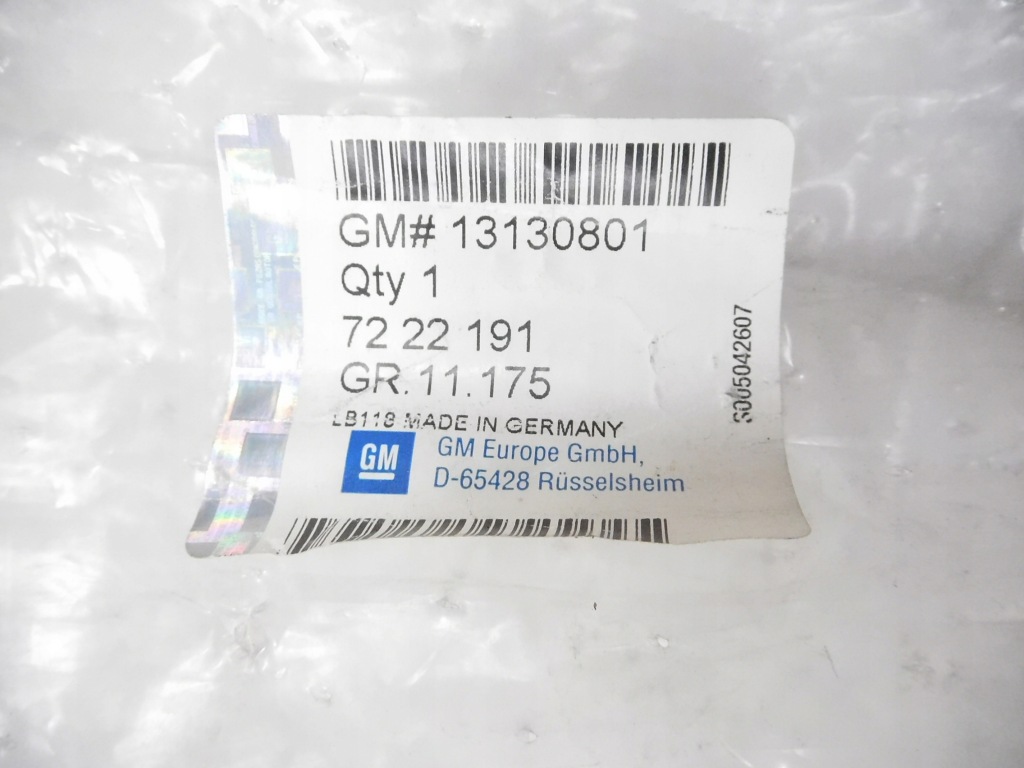 GM# 13130801
Qty 1
72 22 191
GR.11.175
LB118 MADE IN GERMANY
GM
GM Europe GmbH,
D-65428 Rüsselsheim
S005042607